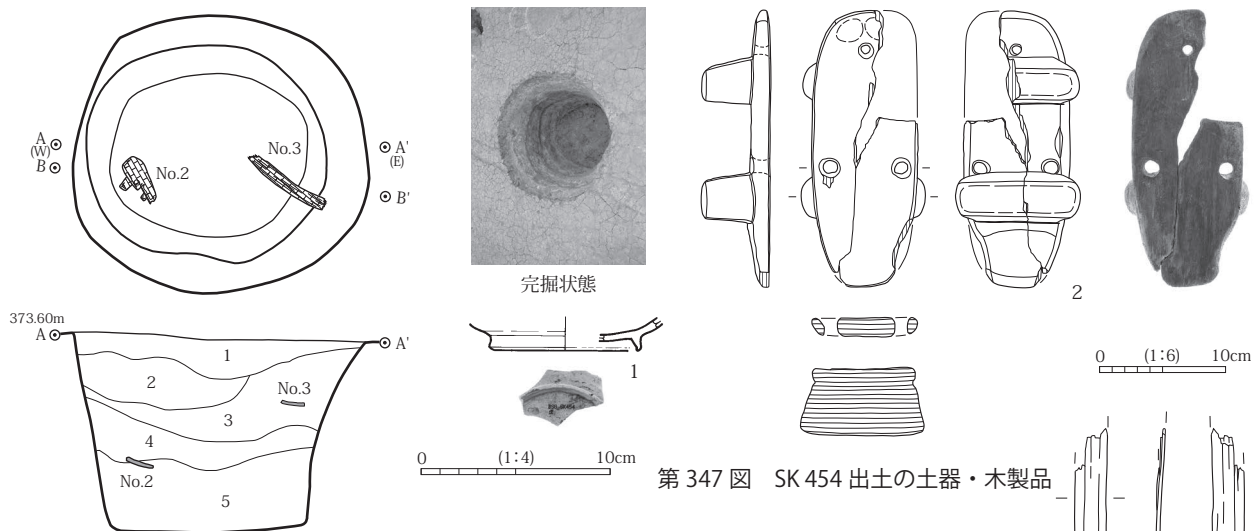 A
(W)
B
No.2
No.3
A'
(E)
B'
完掘状態
2
373.60m
A
A'
1
2
3
4
5
No.3
No.2
1
0 (1:4) 10cm
0 (1:6) 10cm
第 347 図 SK 454 出土の土器・木製品